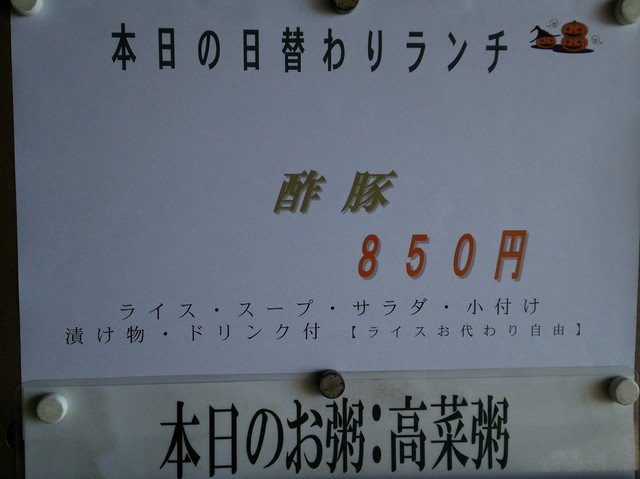 本日の日替わりランチ
酢豚
850円
ライス・スープ・サラダ・小付け
漬け物・ドリンク付【ライスお代わり自由】
本日のお粥:高菜粥